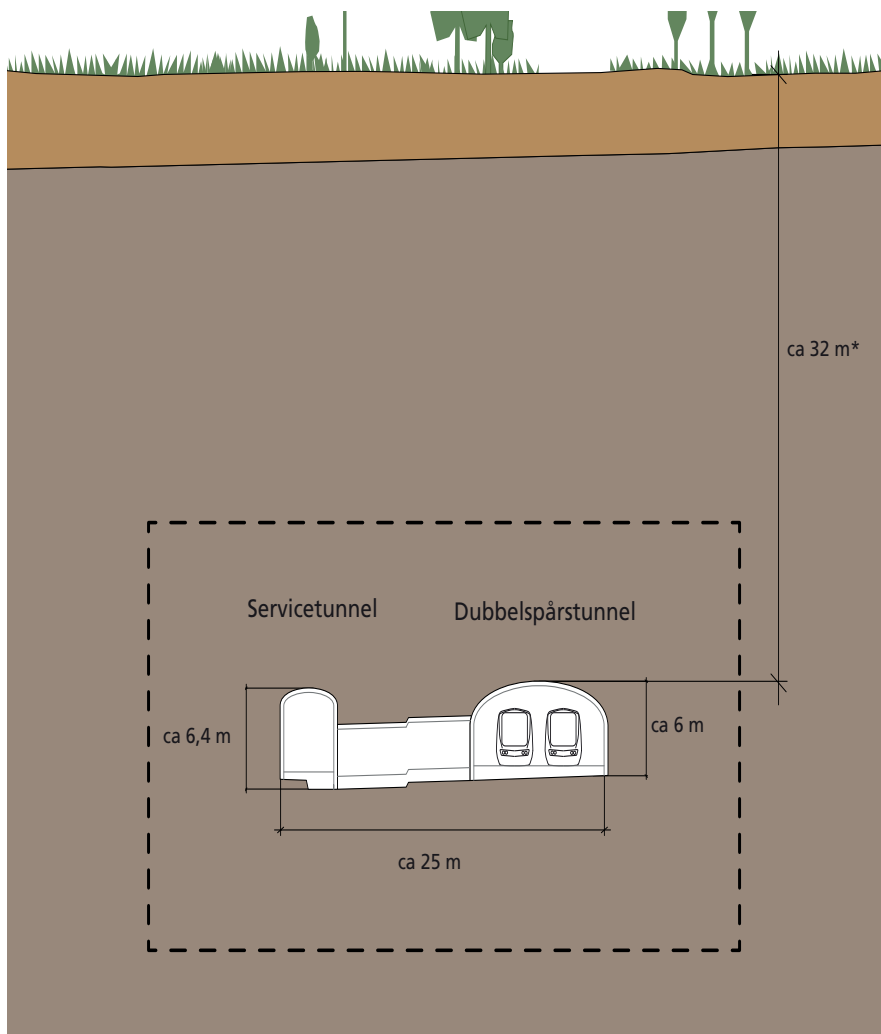 ca 32 m*
Servicetunnel
Dubbelspårstunnel
ca 6,4 m
ca 6 m
ca 25 m